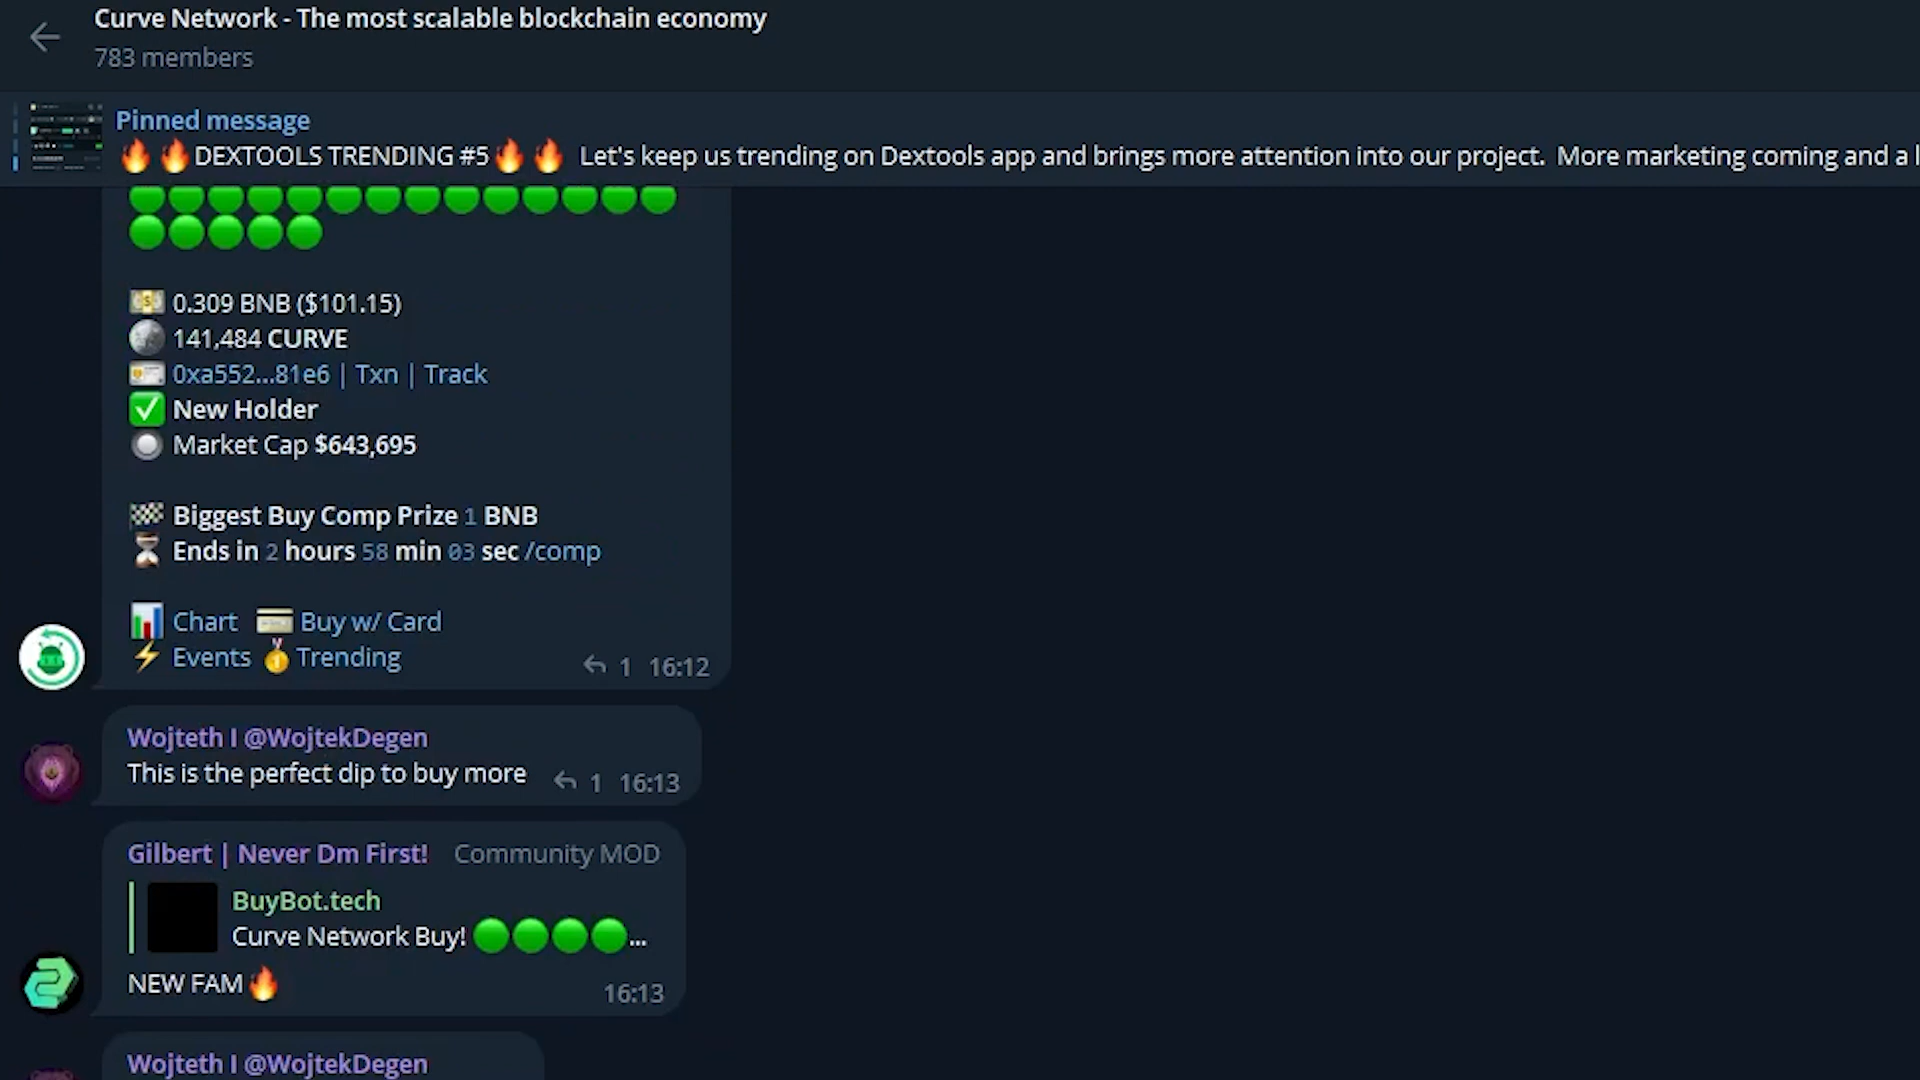 Curve Network - The most scalable blockchain economy
783 members
Pinned message
🔥 🔥DEXTOOLS TRENDING #5🔥 🔥 Let's keep us trending on Dextools app and brings more attention into our project. More marketing coming and a l
0.309 BNB ($101.15)
141,484 CURVE
0xa552...81e6 | Txn | Track
New Holder
Market Cap $643,695
Biggest Buy Comp Prize 1 BNB
Ends in 2 hours 58 min 03 sec /comp
Chart Buy w/ Card
Events Trending
1 16:12
Wojteth I @WojtekDegen
This is the perfect dip to buy more 1 16:13
Gilbert | Never Dm First! Community MOD
BuyBot.tech
Curve Network Buy! 🟢🟢🟢🟢...
NEW FAM🔥
16:13
Wojteth I @WojtekDegen